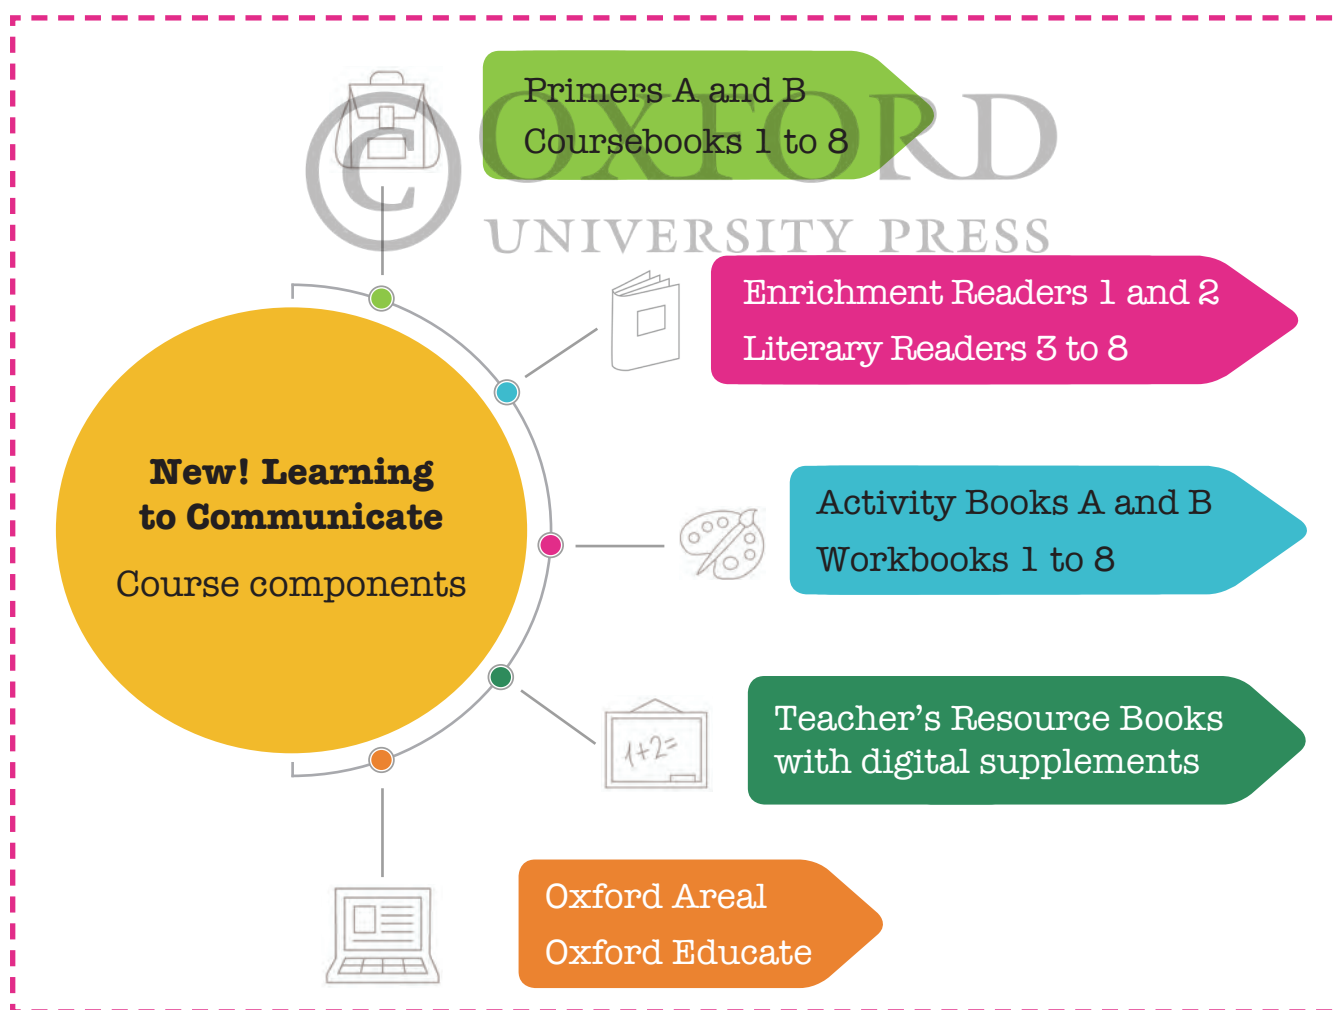 Primers A and B
Coursebooks 1 to 8
© OXFORD
UNIVERSITY PRESS
Enrichment Readers 1 and 2
Literary Readers 3 to 8
New! Learning
to Communicate
Course components
Activity Books A and B
Workbooks 1 to 8
Teacher’s Resource Books
with digital supplements
1+2=
Oxford Areal
Oxford Educate